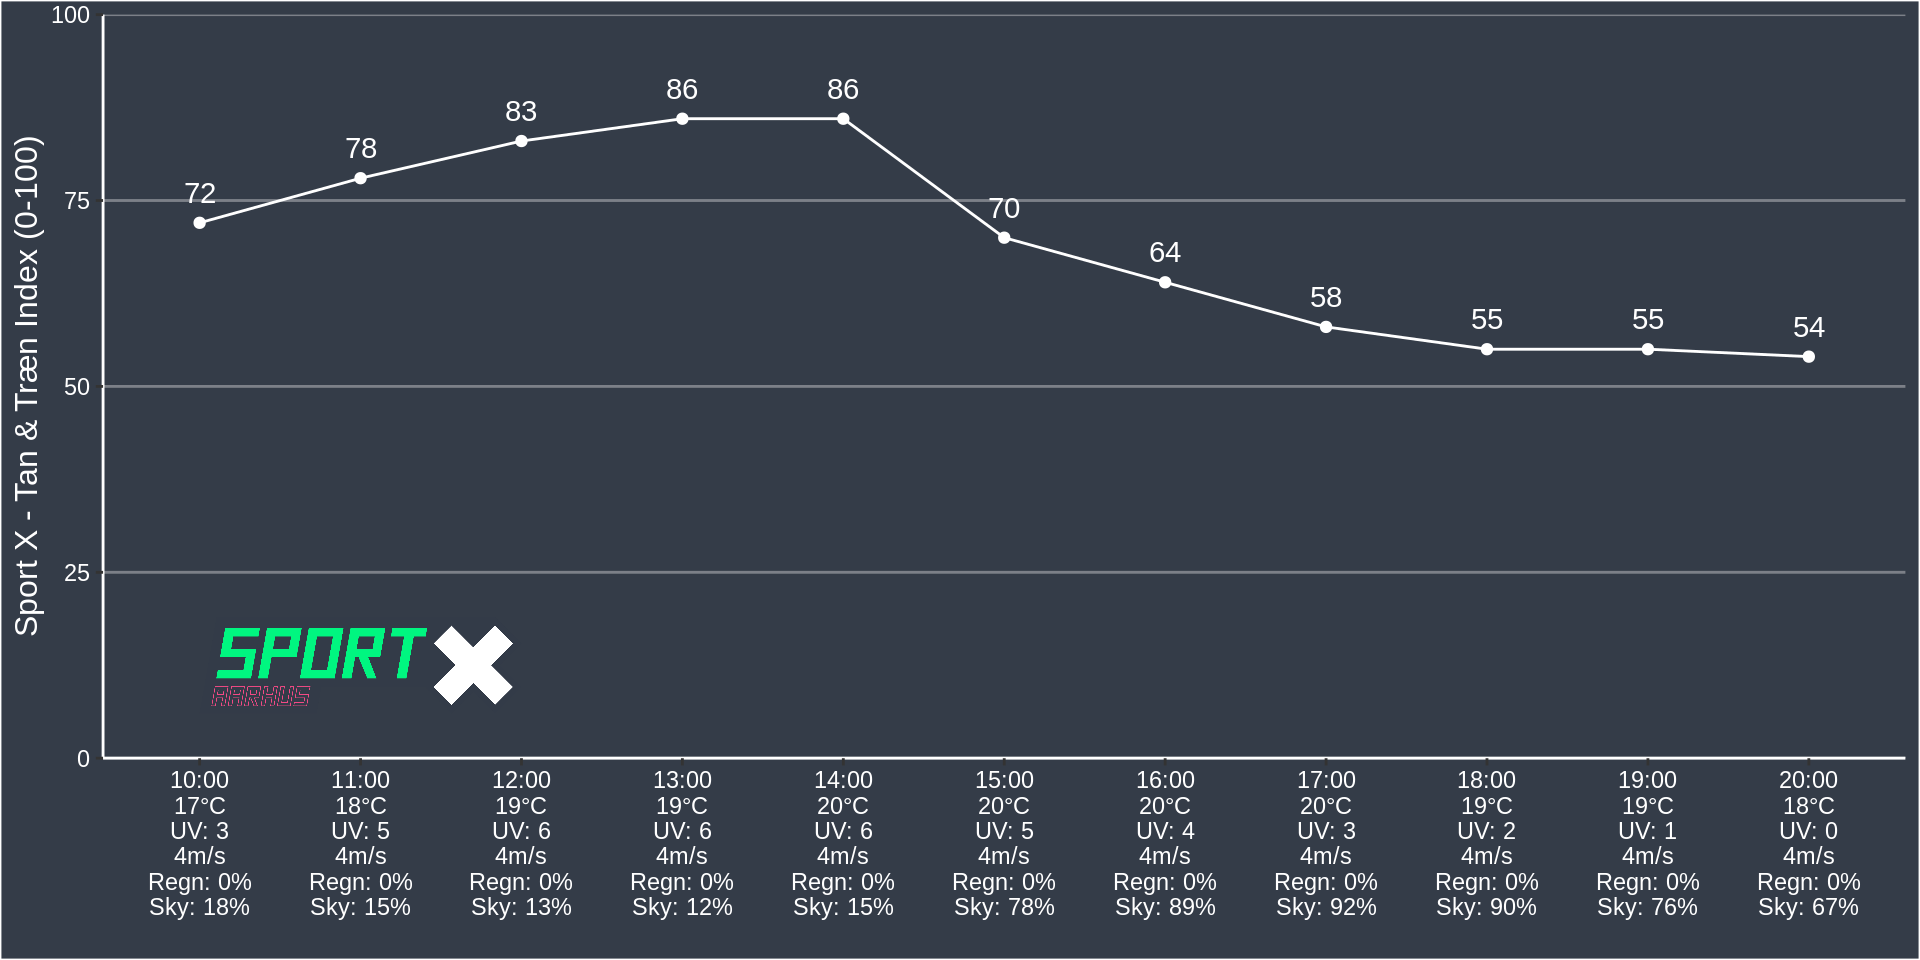 Sport X - Tan & Træn Index (0-100)
100
75
50
25
0
72
78
83
86
86
70
64
58
55
55
54
SPORT X
AARHUS
10:00 11:00 12:00 13:00 14:00 15:00 16:00 17:00 18:00 19:00 20:00
17°C 18°C 19°C 19°C 20°C 20°C 20°C 20°C 19°C 19°C 18°C
UV: 3 UV: 5 UV: 6 UV: 6 UV: 6 UV: 5 UV: 4 UV: 3 UV: 2 UV: 1 UV: 0
4m/s 4m/s 4m/s 4m/s 4m/s 4m/s 4m/s 4m/s 4m/s 4m/s 4m/s
Regn: 0% Regn: 0% Regn: 0% Regn: 0% Regn: 0% Regn: 0% Regn: 0% Regn: 0% Regn: 0% Regn: 0% Regn: 0%
Sky: 18% Sky: 15% Sky: 13% Sky: 12% Sky: 15% Sky: 78% Sky: 89% Sky: 92% Sky: 90% Sky: 76% Sky: 67%